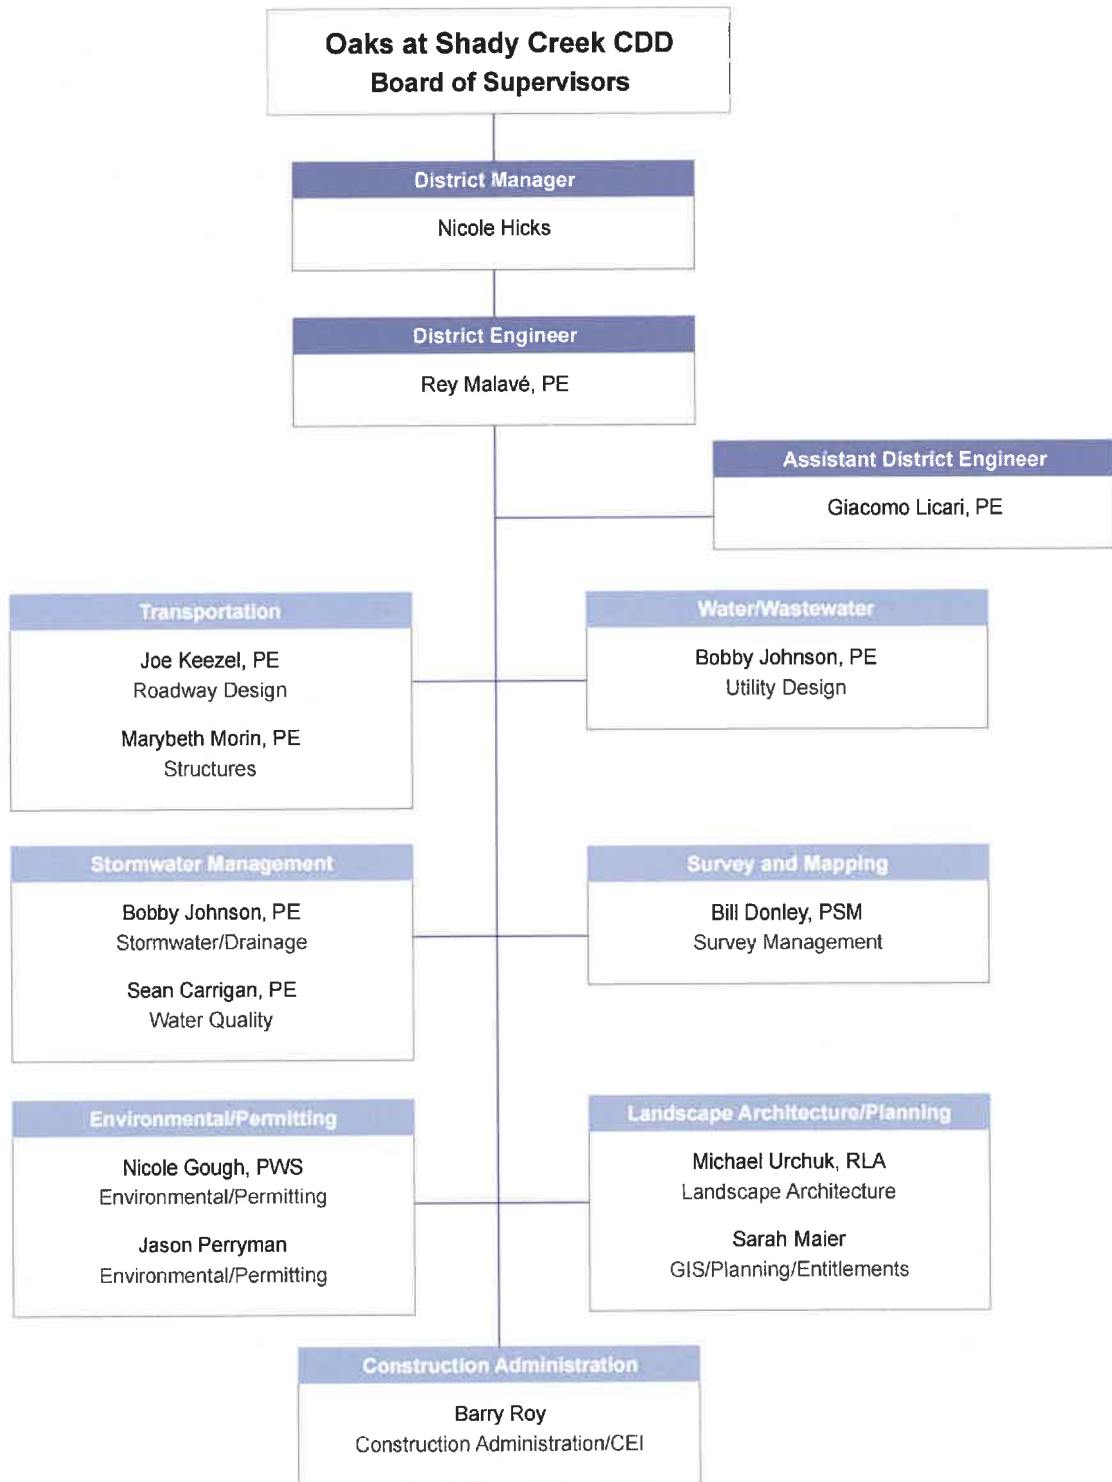 Oaks at Shady Creek CDD
Board of Supervisors
District Manager
Nicole Hicks
District Engineer
Rey Malavé, PE
Assistant District Engineer
Giacomo Licari, PE
Transportation
Joe Keezel, PE
Roadway Design
Marybeth Morin, PE
Structures
Water/Wastewater
Bobby Johnson, PE
Utility Design
Stormwater Management
Bobby Johnson, PE
Stormwater/Drainage
Sean Carrigan, PE
Water Quality
Survey and Mapping
Bill Donley, PSM
Survey Management
Environmental/Permitting
Nicole Gough, PWS
Environmental/Permitting
Jason Perryman
Environmental/Permitting
Landscape Architecture/Planning
Michael Urchuk, RLA
Landscape Architecture
Sarah Maier
GIS/Planning/Entitlements
Construction Administration
Barry Roy
Construction Administration/CEI